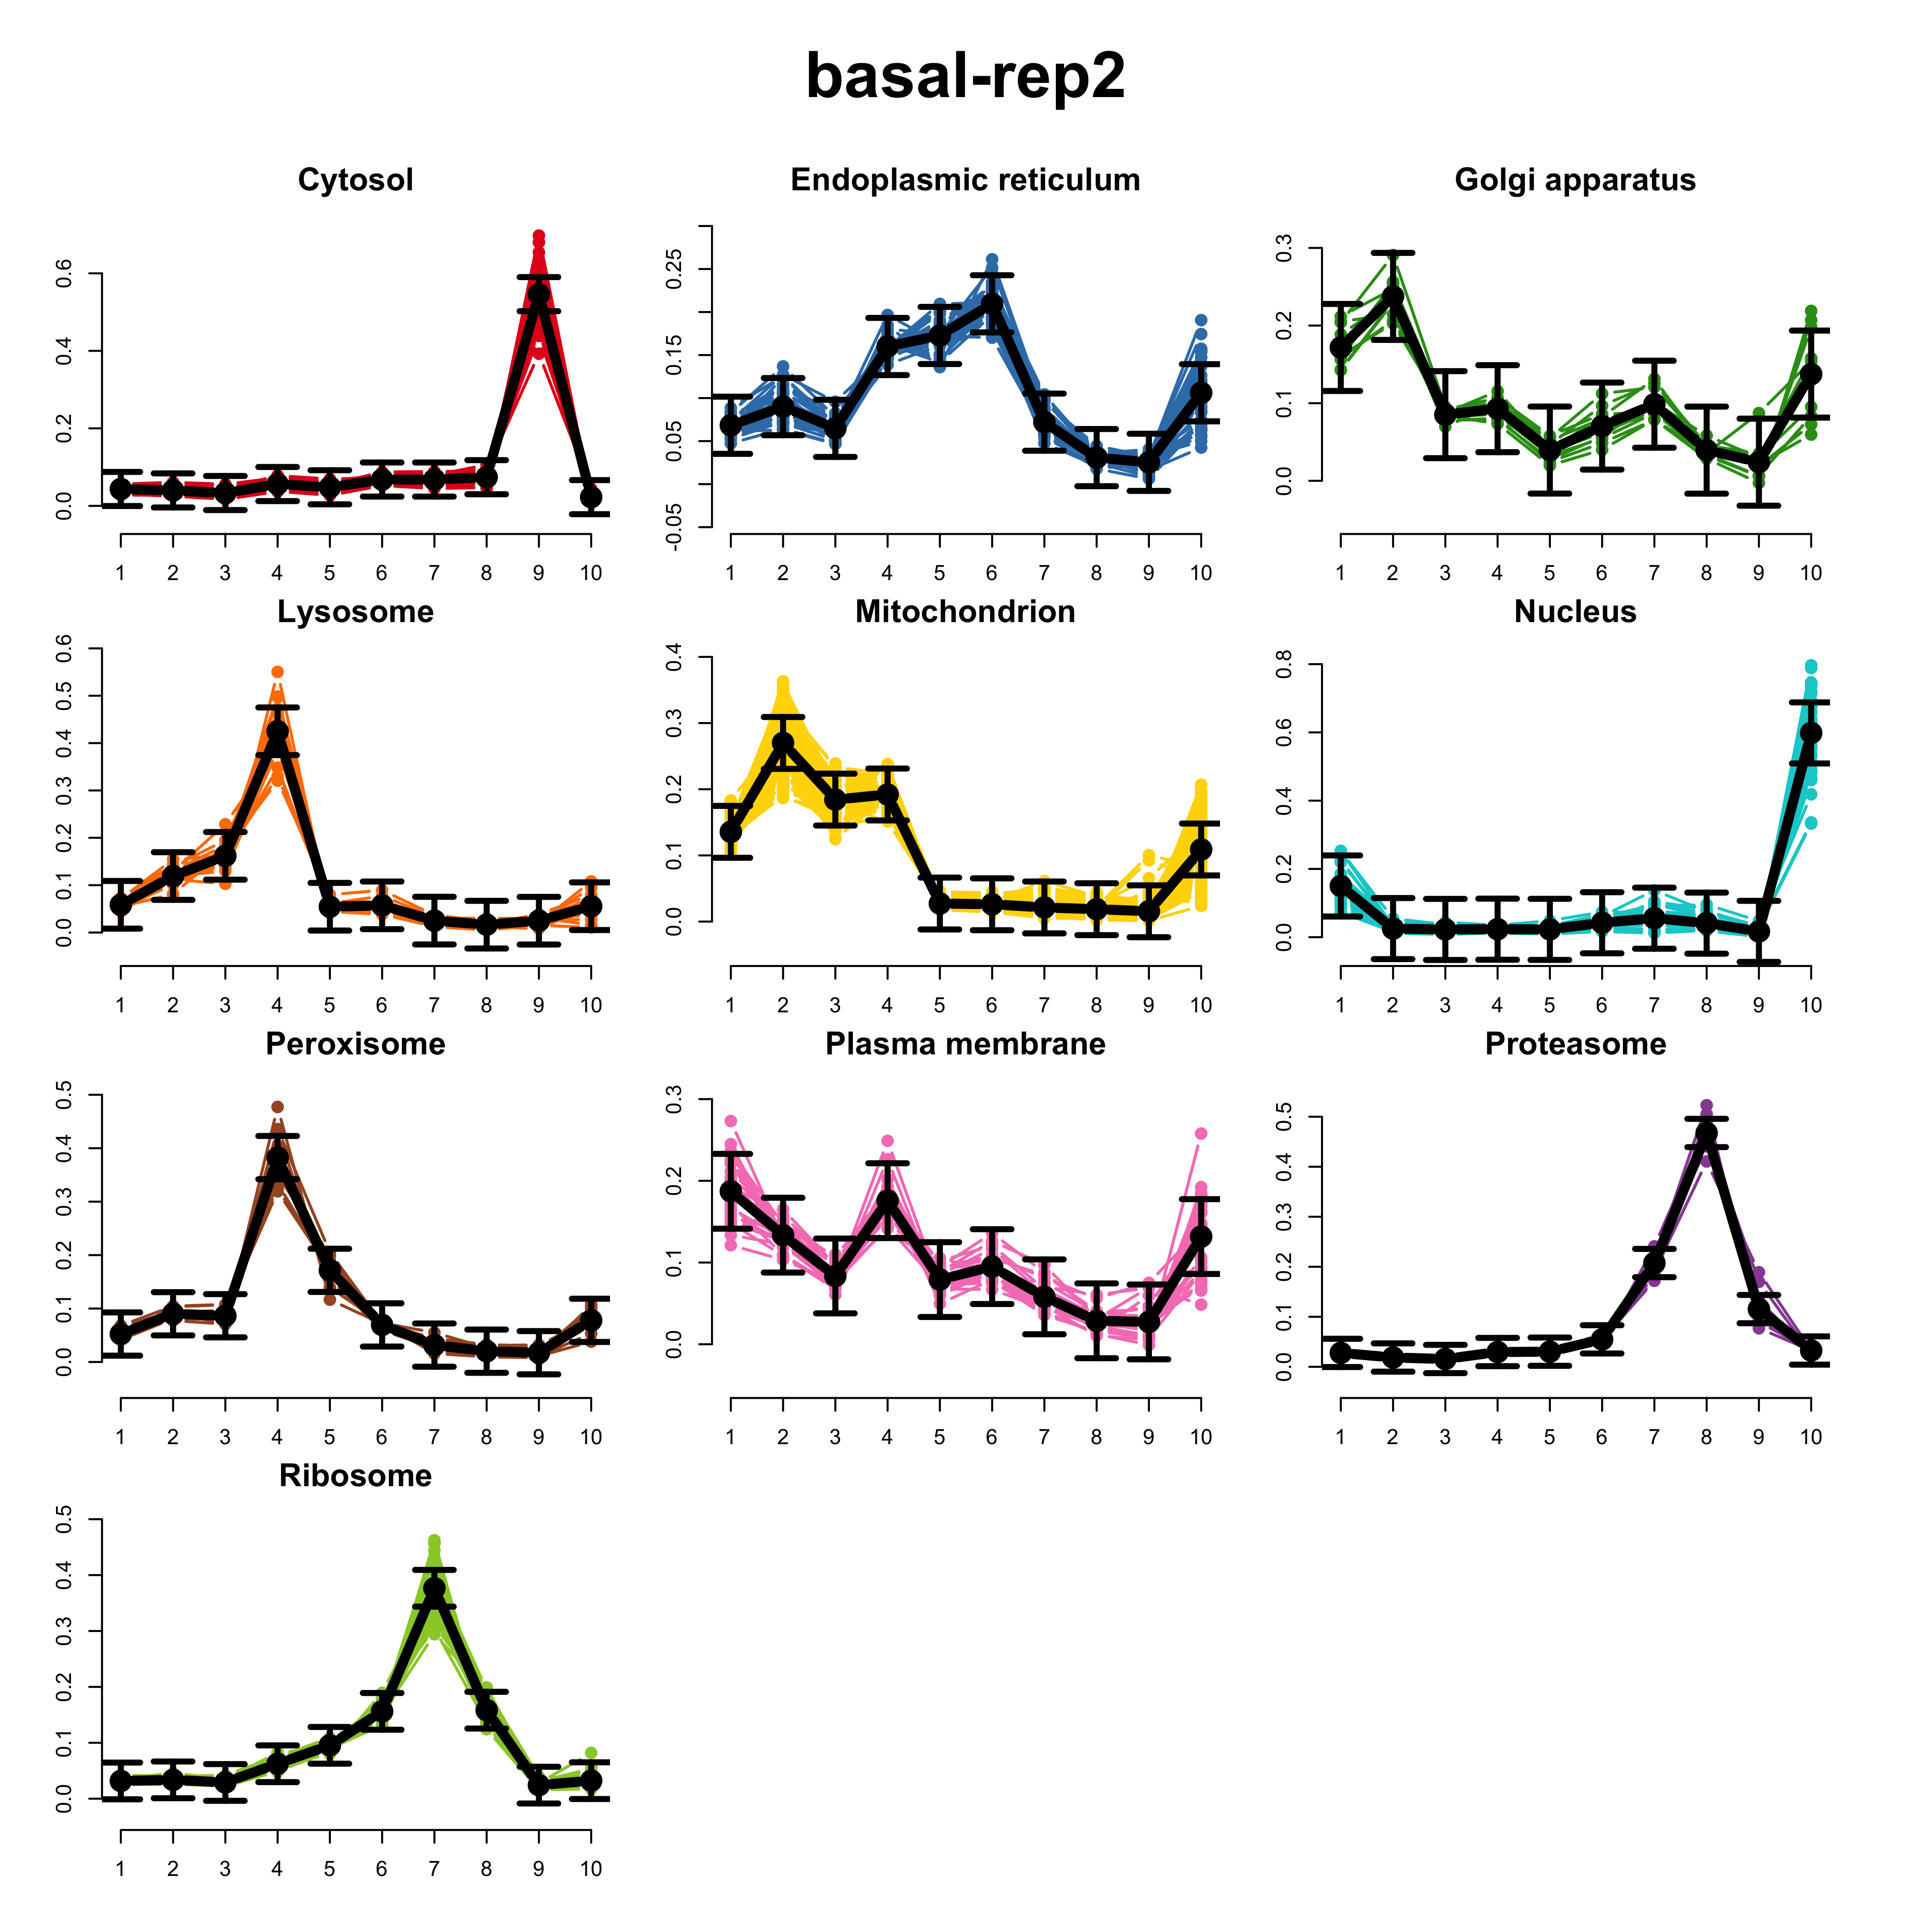 basal-rep2
Cytosol
0.0 0.2 0.4 0.6
1 2 3 4 5 6 7 8 9 10
Endoplasmic reticulum
-0.05 0.05 0.15 0.25
1 2 3 4 5 6 7 8 9 10
Golgi apparatus
0.0 0.1 0.2 0.3
1 2 3 4 5 6 7 8 9 10
Lysosome
0.0 0.1 0.2 0.3 0.4 0.5 0.6
1 2 3 4 5 6 7 8 9 10
Mitochondrion
0.0 0.1 0.2 0.3 0.4
1 2 3 4 5 6 7 8 9 10
Nucleus
0.0 0.2 0.4 0.6 0.8
1 2 3 4 5 6 7 8 9 10
Peroxisome
0.0 0.1 0.2 0.3 0.4 0.5
1 2 3 4 5 6 7 8 9 10
Plasma membrane
0.0 0.1 0.2 0.3
1 2 3 4 5 6 7 8 9 10
Proteasome
0.0 0.1 0.2 0.3 0.4 0.5
1 2 3 4 5 6 7 8 9 10
Ribosome
0.0 0.1 0.2 0.3 0.4 0.5
1 2 3 4 5 6 7 8 9 10